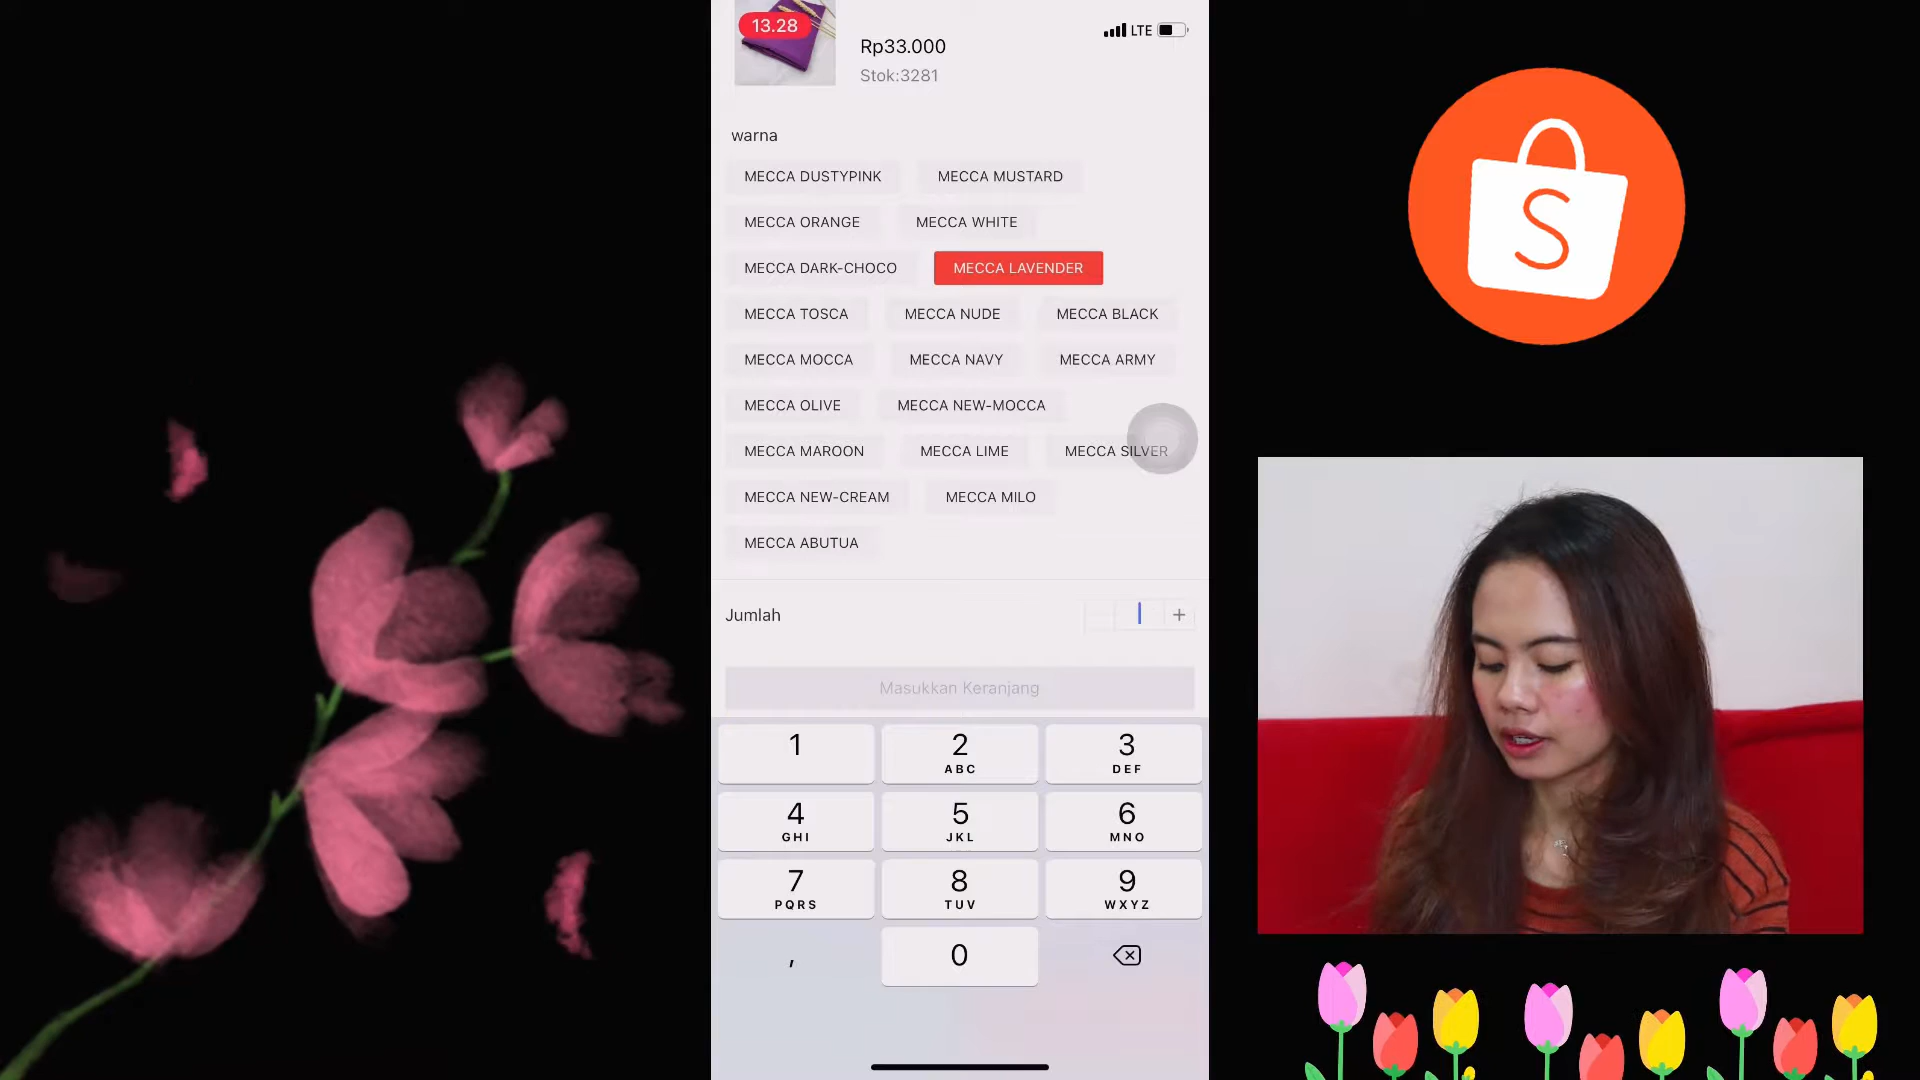 13.28
LTE
Rp33.000
Stok:3281
warna
MECCA DUSTYPINK
MECCA MUSTARD
MECCA ORANGE
MECCA WHITE
MECCA DARK-CHOCO
MECCA LAVENDER
MECCA TOSCA
MECCA NUDE
MECCA BLACK
MECCA MOCCA
MECCA NAVY
MECCA ARMY
MECCA OLIVE
MECCA NEW-MOCCA
MECCA MAROON
MECCA LIME
MECCA SILVER
MECCA NEW-CREAM
MECCA MILO
MECCA ABUTUA
Jumlah
+
Masukkan Keranjang
1
2
3
ABC
DEF
4
5
6
GHI
JKL
MNO
7
8
9
PQRS
TUV
WXYZ
,
0
S